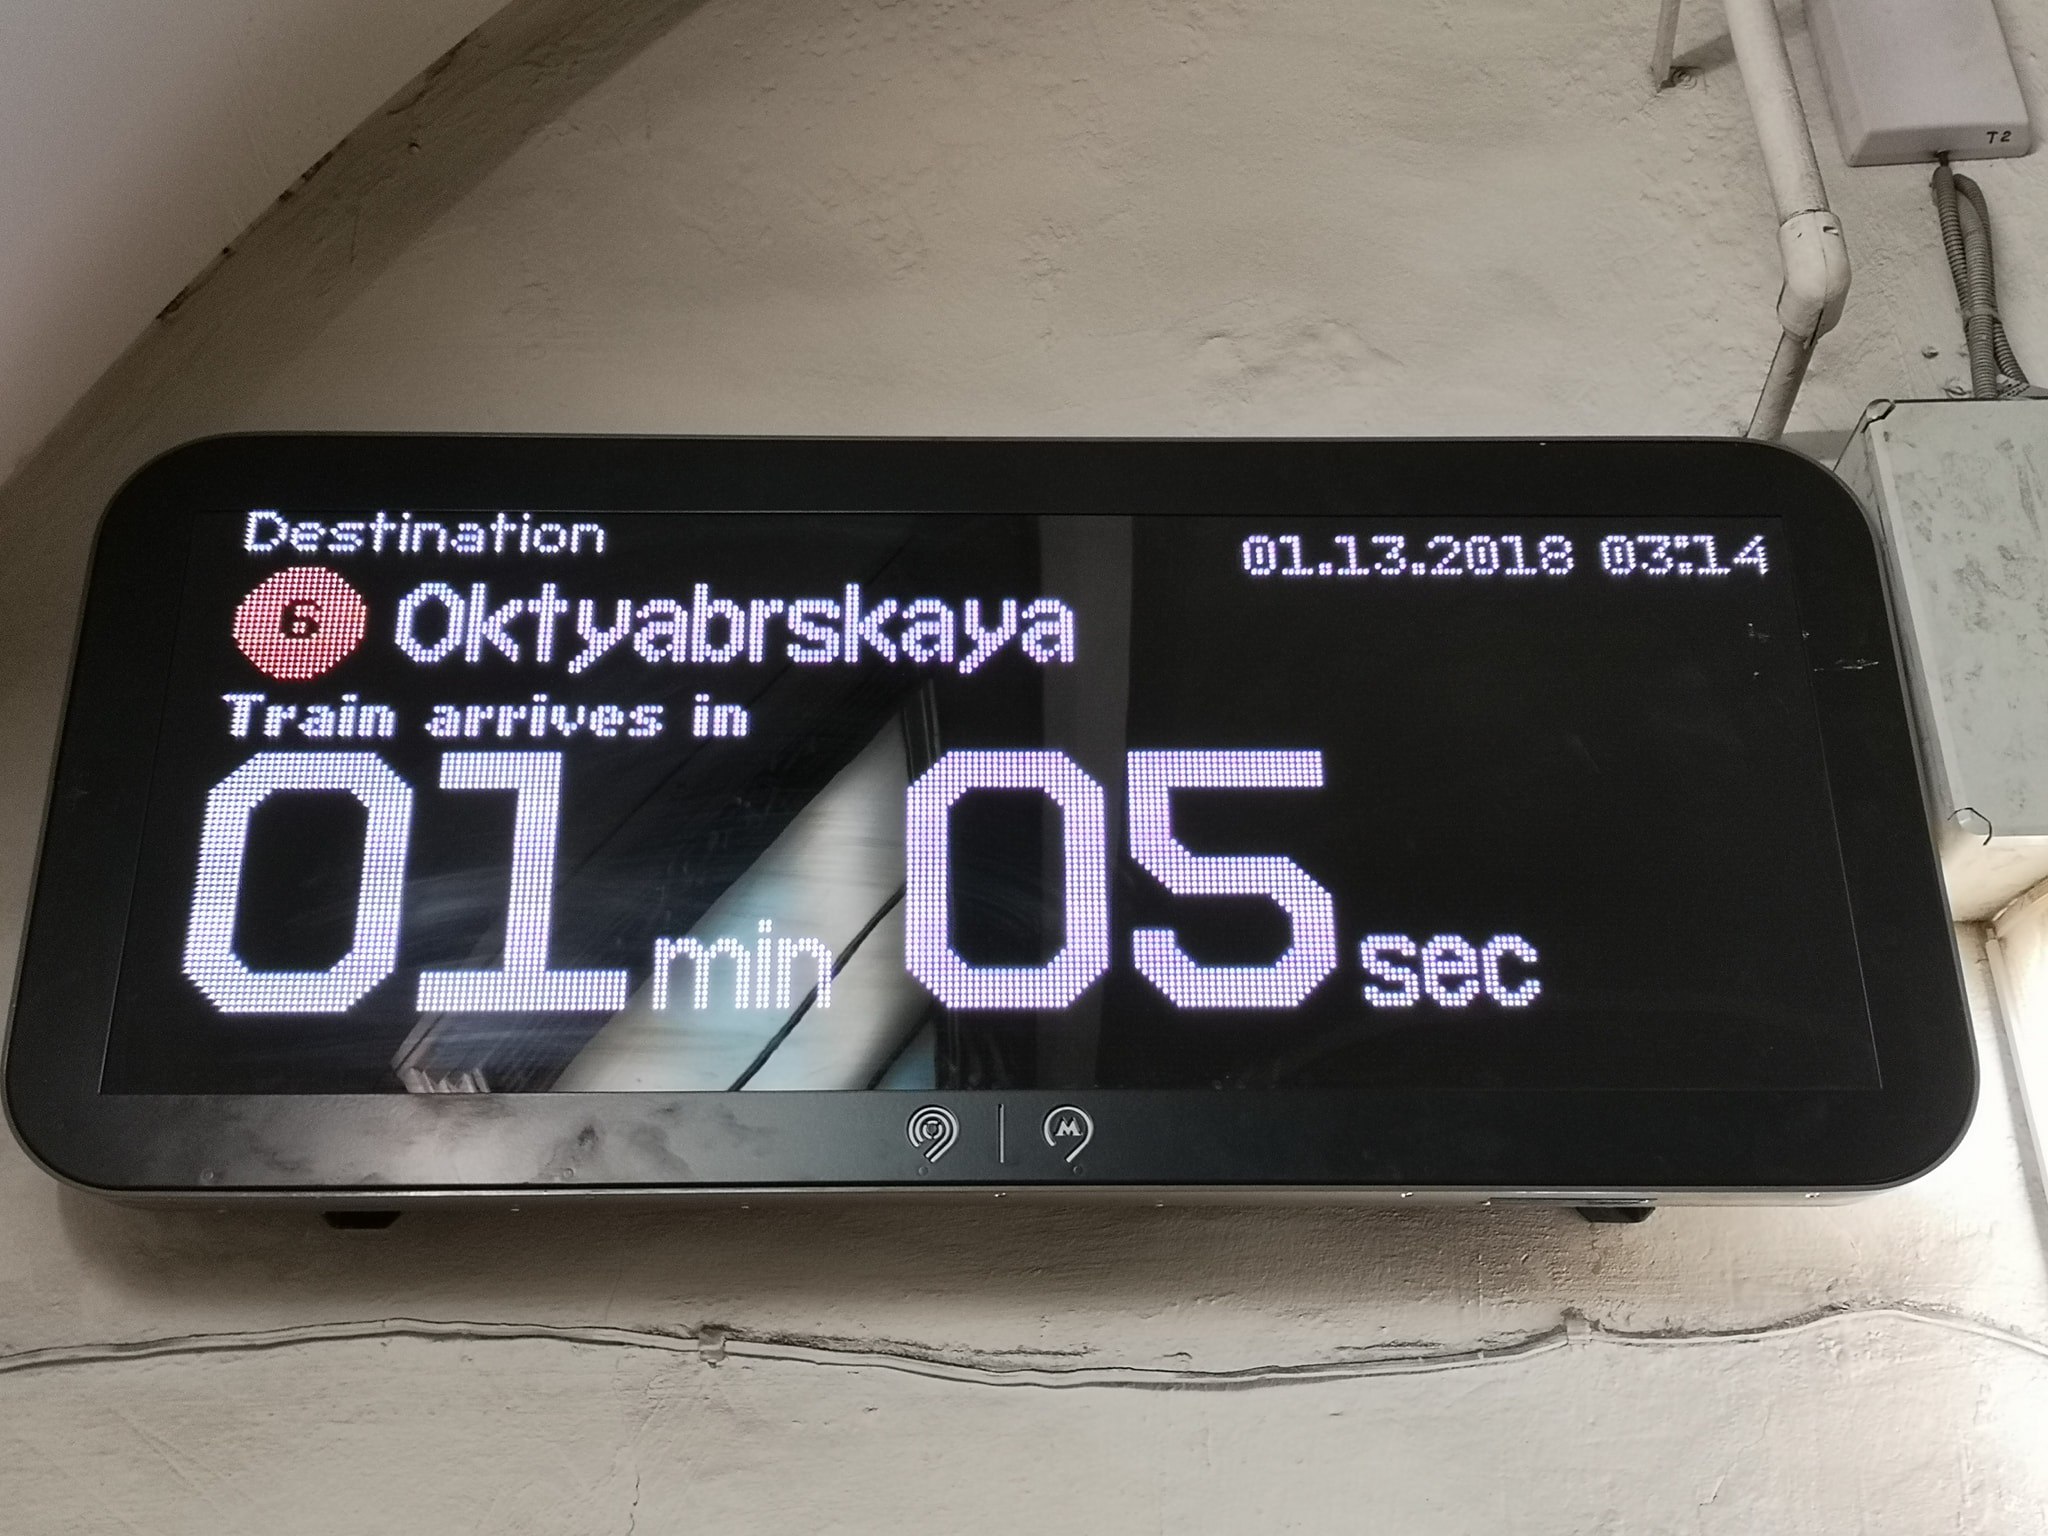 T2
Destination
01.13.2018 03:14
6 Oktyabrskaya
Train arrives in
01 min 05 sec
M